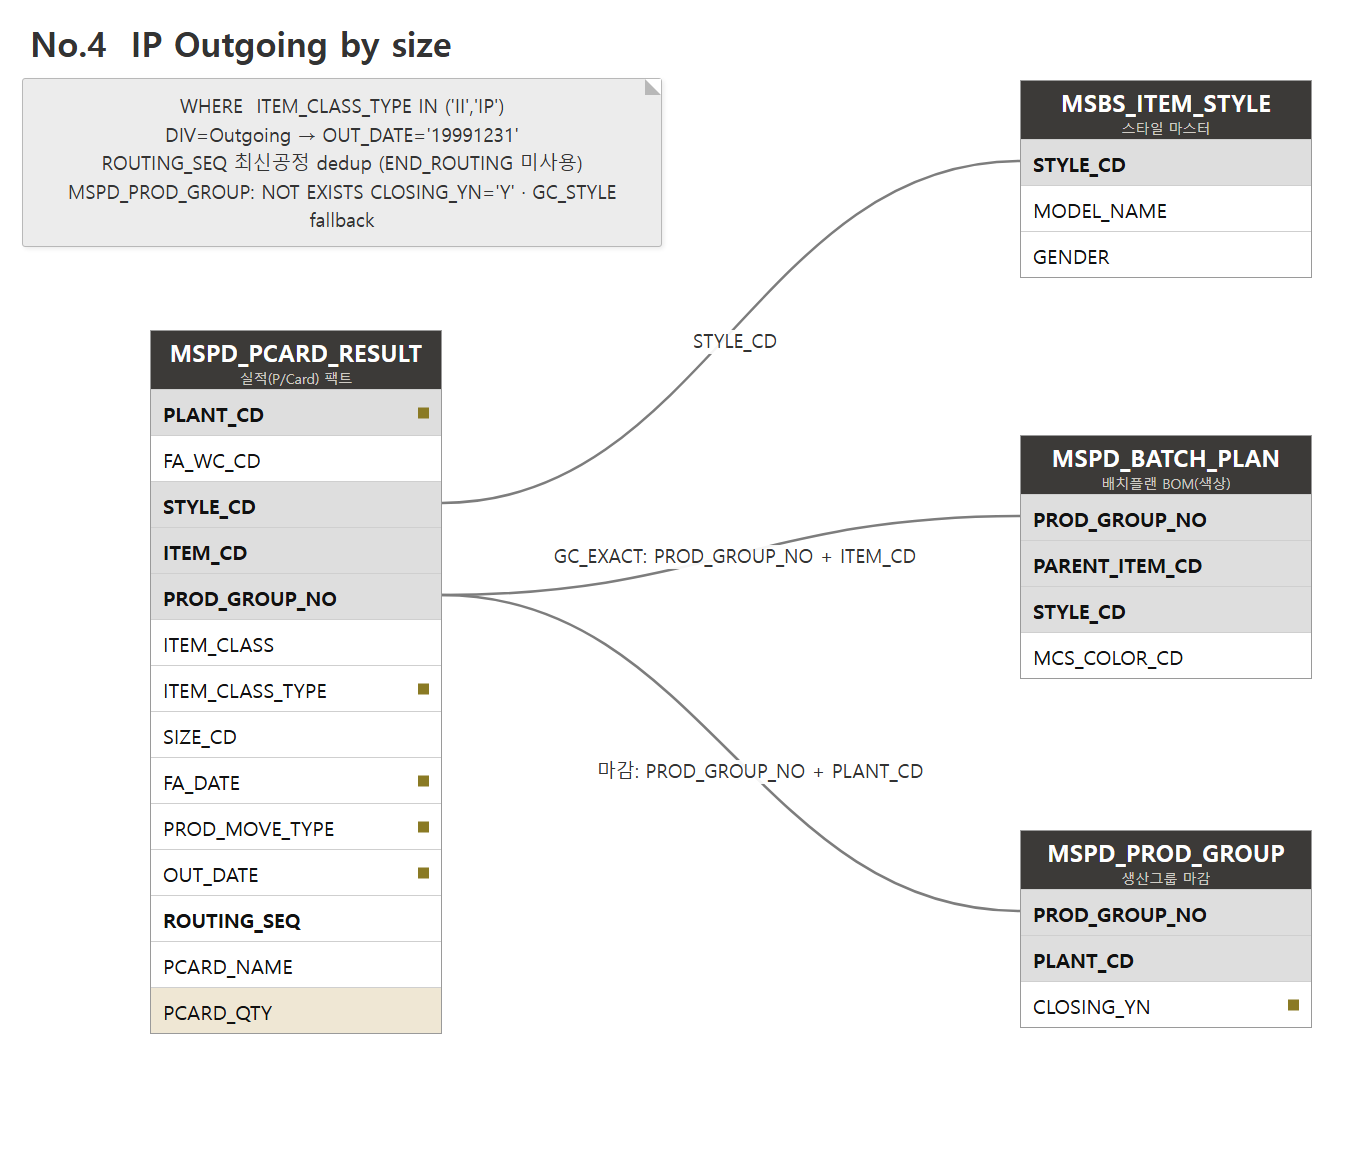 No.4 IP Outgoing by size
WHERE ITEM_CLASS_TYPE IN ('II','IP')
DIV=Outgoing → OUT_DATE='19991231'
ROUTING_SEQ 최신공정 dedup (END_ROUTING 미사용)
MSPD_PROD_GROUP: NOT EXISTS CLOSING_YN='Y' · GC_STYLE
fallback
MSBS_ITEM_STYLE
스타일 마스터
STYLE_CD
MODEL_NAME
GENDER
STYLE_CD
MSPD_PCARD_RESULT
실적(P/Card) 팩트
PLANT_CD
FA_WC_CD
STYLE_CD
ITEM_CD
PROD_GROUP_NO
ITEM_CLASS
ITEM_CLASS_TYPE
SIZE_CD
FA_DATE
PROD_MOVE_TYPE
OUT_DATE
ROUTING_SEQ
PCARD_NAME
PCARD_QTY
GC_EXACT: PROD_GROUP_NO + ITEM_CD
MSPD_BATCH_PLAN
배치플랜 BOM(색상)
PROD_GROUP_NO
PARENT_ITEM_CD
STYLE_CD
MCS_COLOR_CD
마감: PROD_GROUP_NO + PLANT_CD
MSPD_PROD_GROUP
생산그룹 마감
PROD_GROUP_NO
PLANT_CD
CLOSING_YN